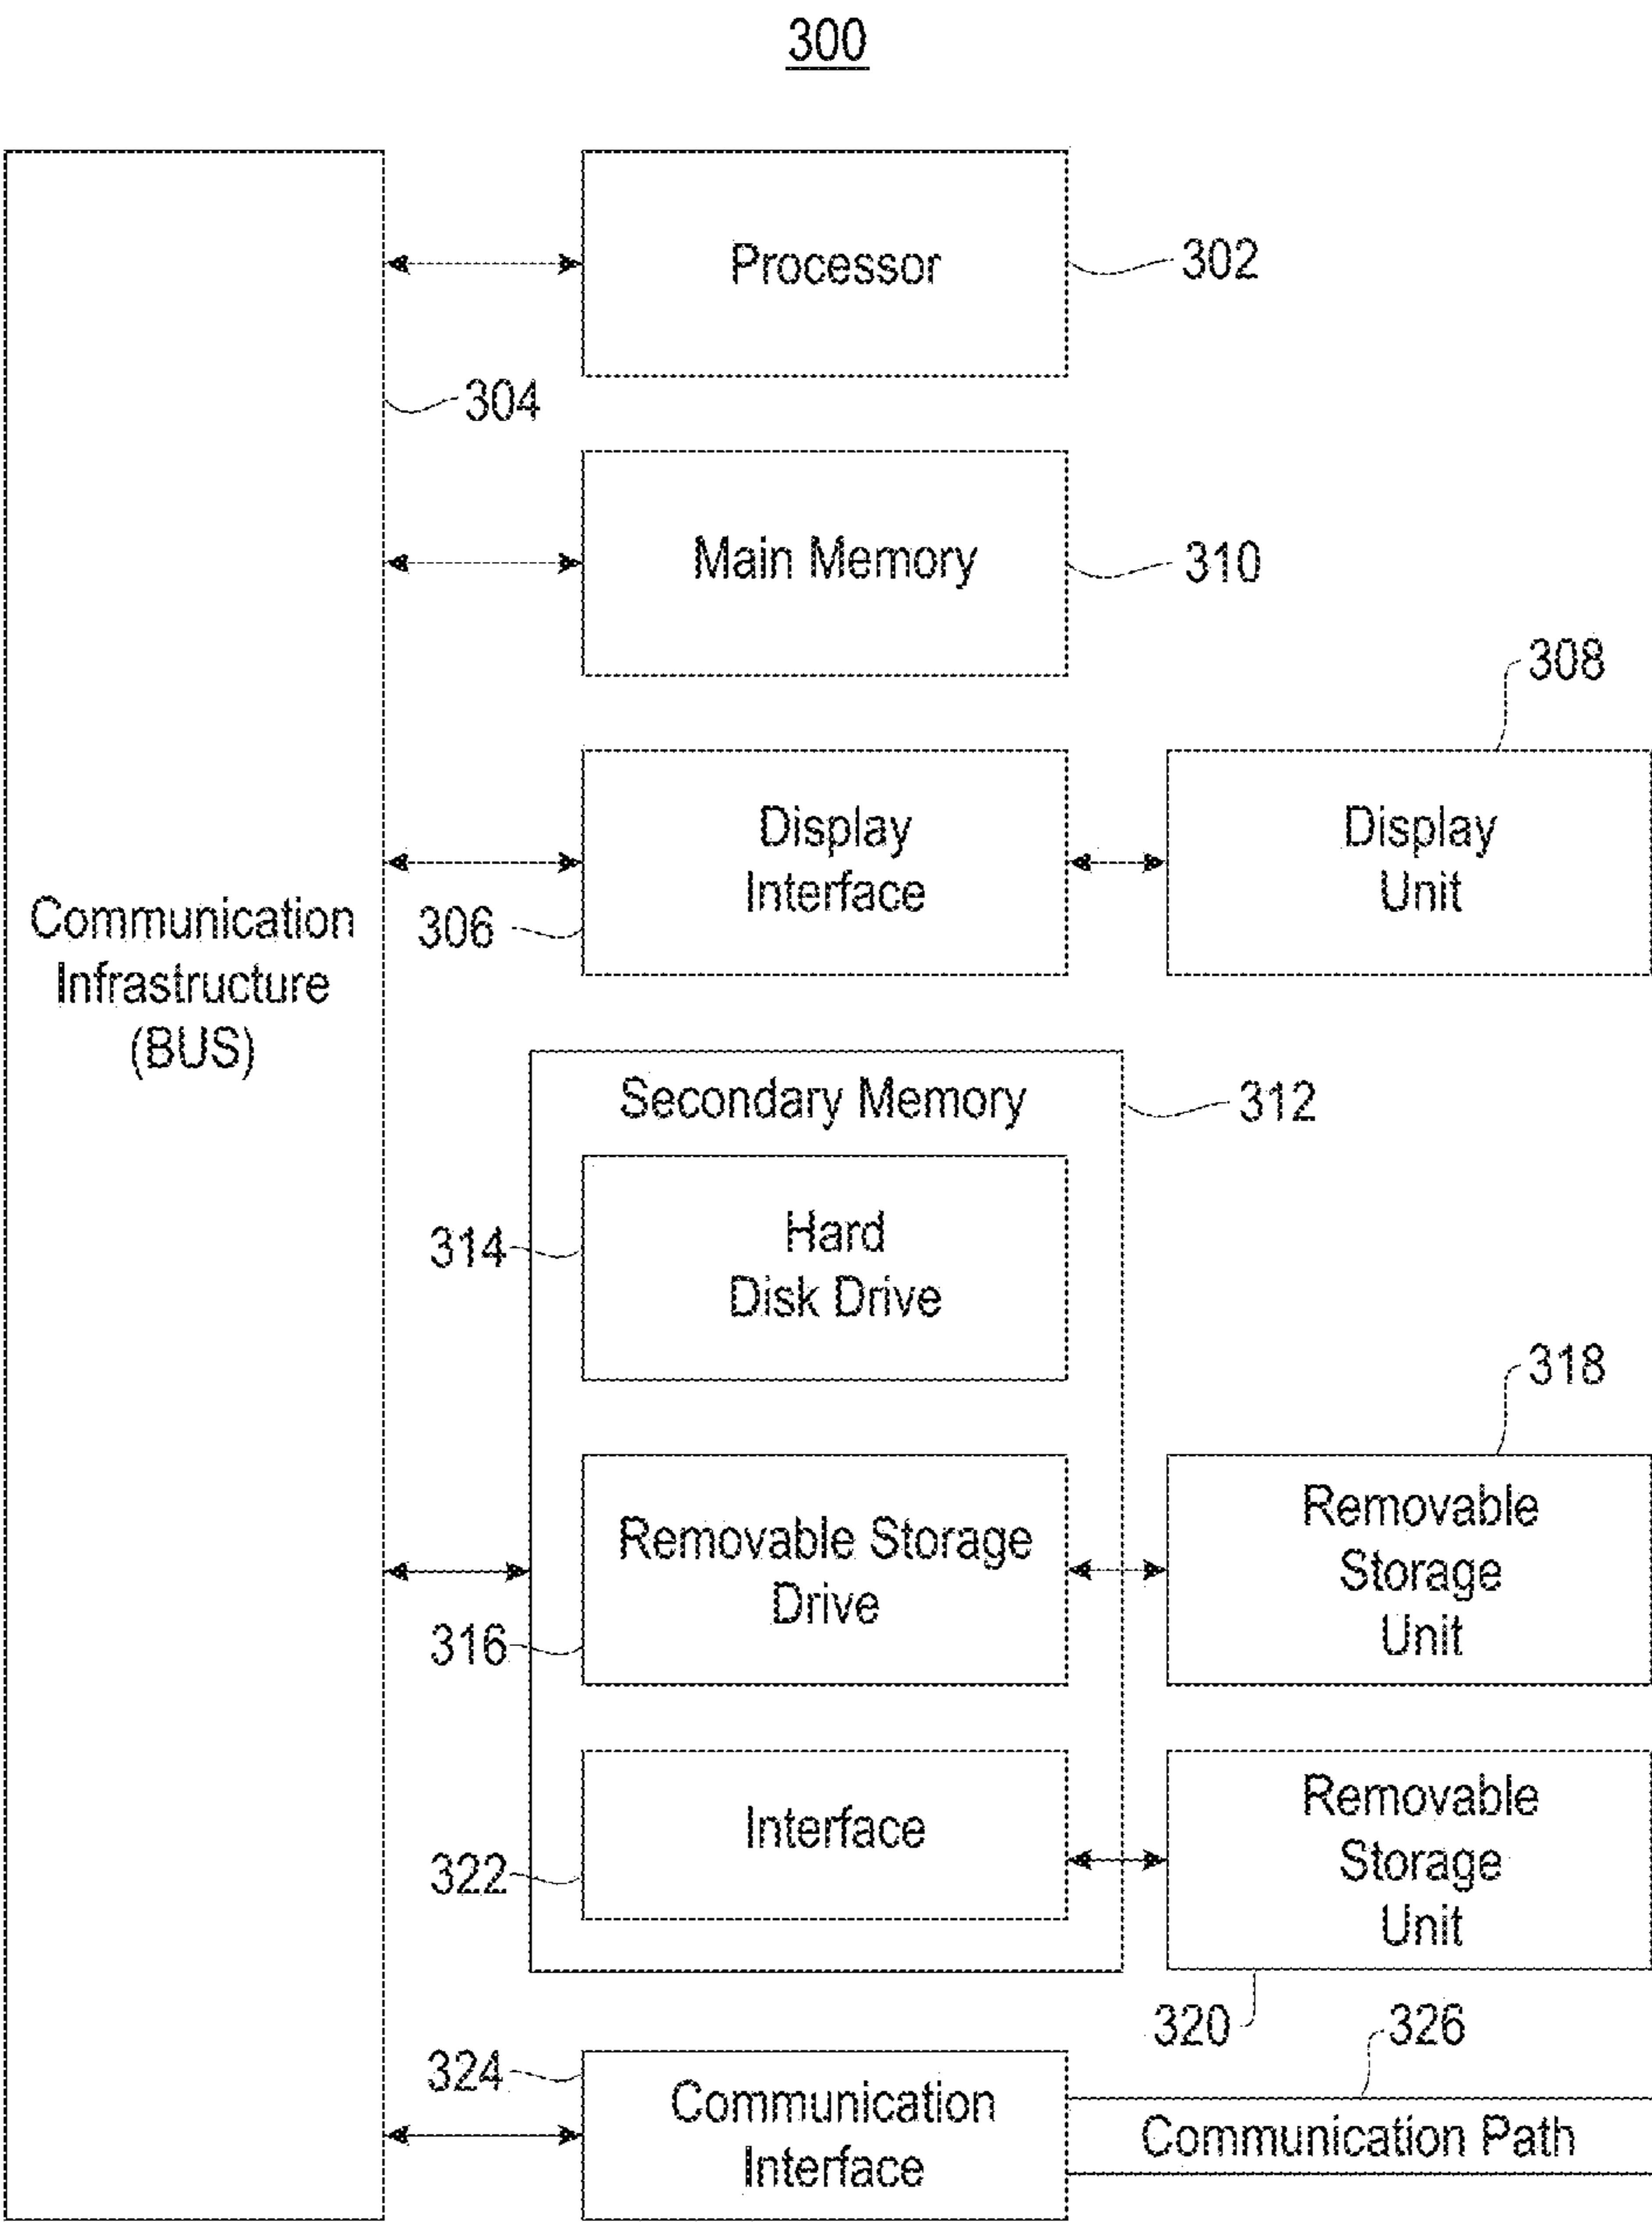 300
Processor
302
304
Main Memory
310
308
Display
Interface
306
Display
Unit
Communication
Infrastructure
(BUS)
Secondary Memory
312
Hard
Disk Drive
314
318
Removable Storage
Drive
316
Removable
Storage
Unit
Interface
322
Removable
Storage
Unit
320
326
324
Communication
Interface
Communication Path